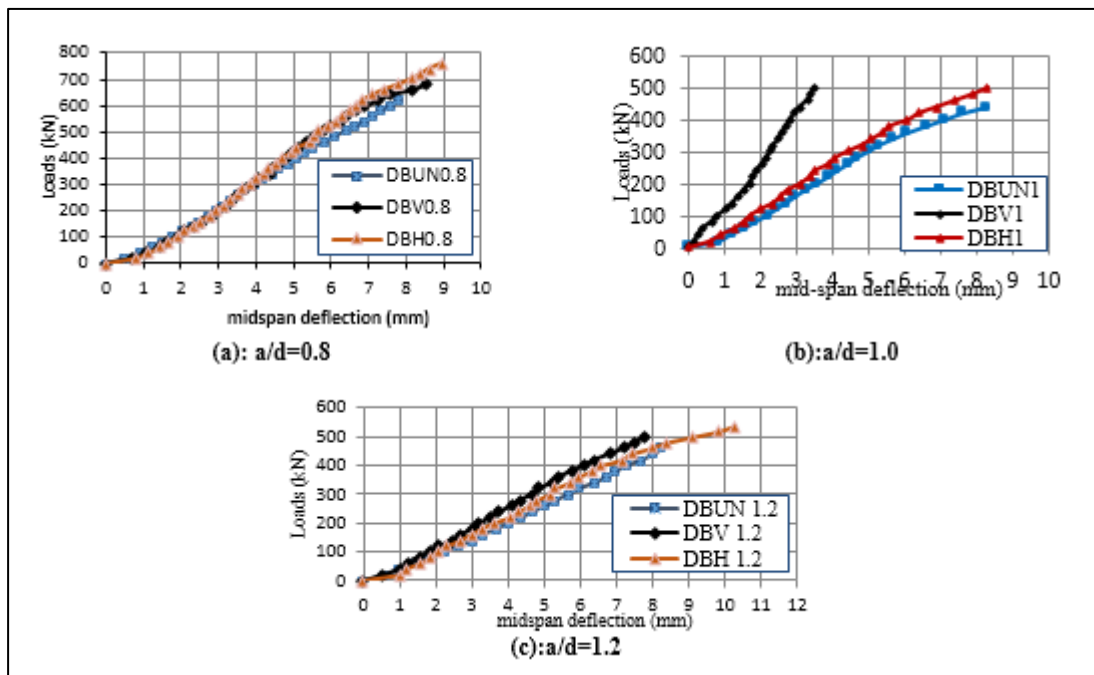 800
700
600
500
400
300
200
100
0
Loads (kN)
DBUN0.8
DBV0.8
DBH0.8
0 1 2 3 4 5 6 7 8 9 10
midspan deflection (mm)
(a): a/d=0.8
600
500
400
300
200
100
0
Loads (kN)
DBUN1
DBV1
DBH1
0 1 2 3 4 5 6 7 8 9 10
mid-span deflection (mm)
(b):a/d=1.0
600
500
400
300
200
100
0
Loads (kN)
DBUN 1.2
DBV 1.2
DBH 1.2
0 1 2 3 4 5 6 7 8 9 10 11 12
midspan deflection (mm)
(c):a/d=1.2